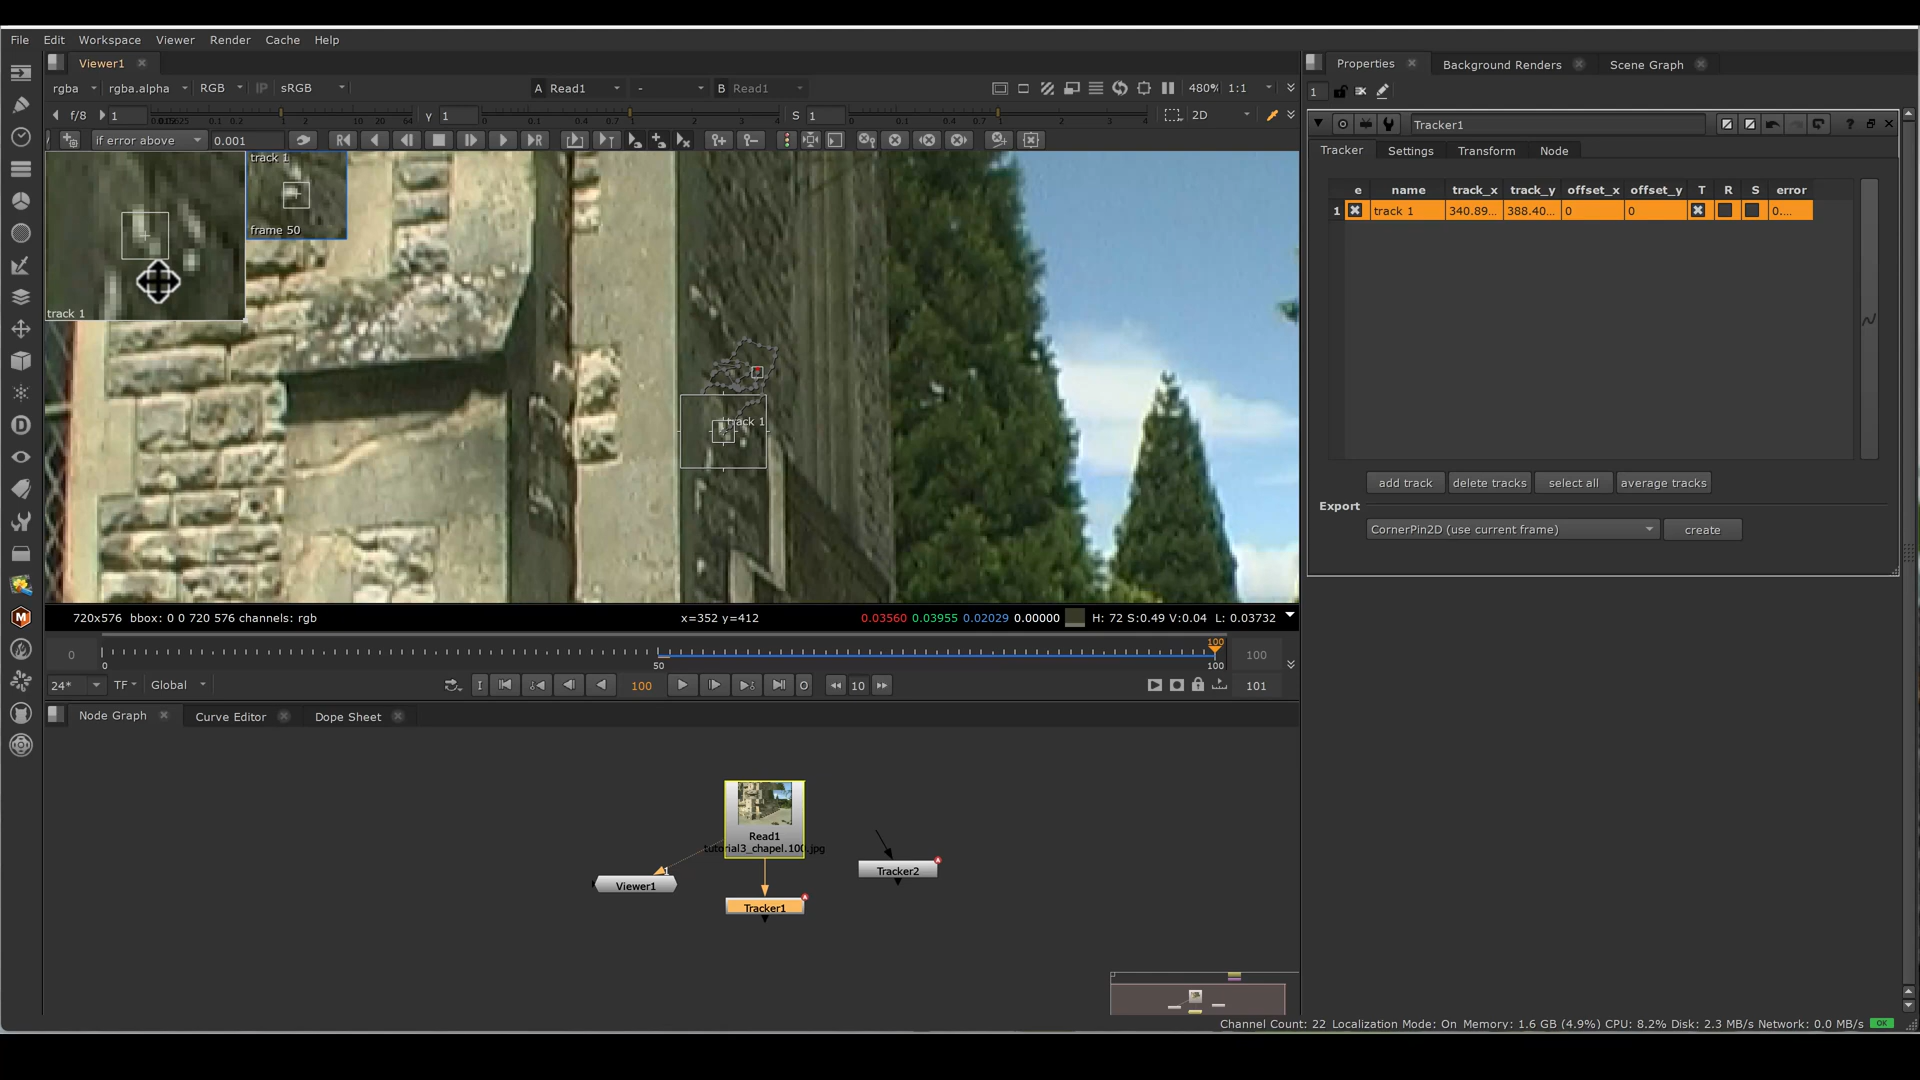 File Edit Workspace Viewer Render Cache Help
Viewer1
rgba rgba.alpha RGB IP sRGB A Read1 - B Read1 480% 1:1
f/8 1 γ 1 S 1 2D
if error above 0.001
track 1
frame 50
track 1
track 1
720x576 bbox: 0 0 720 576 channels: rgb x=352 y=412 0.03560 0.03955 0.02029 0.00000 H: 72 S:0.49 V:0.04 L: 0.03732
0 0 50 100 100 100
24* TF Global I 100 O 10 101
Node Graph Curve Editor Dope Sheet
Read1
tutorial3_chapel.100.jpg
1
Viewer1
Tracker2
Tracker1
Properties Background Renders Scene Graph
1
Tracker1
Tracker Settings Transform Node
e name track_x track_y offset_x offset_y T R S error
1 track 1 340.89... 388.40... 0 0 0....
add track delete tracks select all average tracks
Export
CornerPin2D (use current frame) create
Channel Count: 22 Localization Mode: On Memory: 1.6 GB (4.9%) CPU: 8.2% Disk: 2.3 MB/s Network: 0.0 MB/s OK